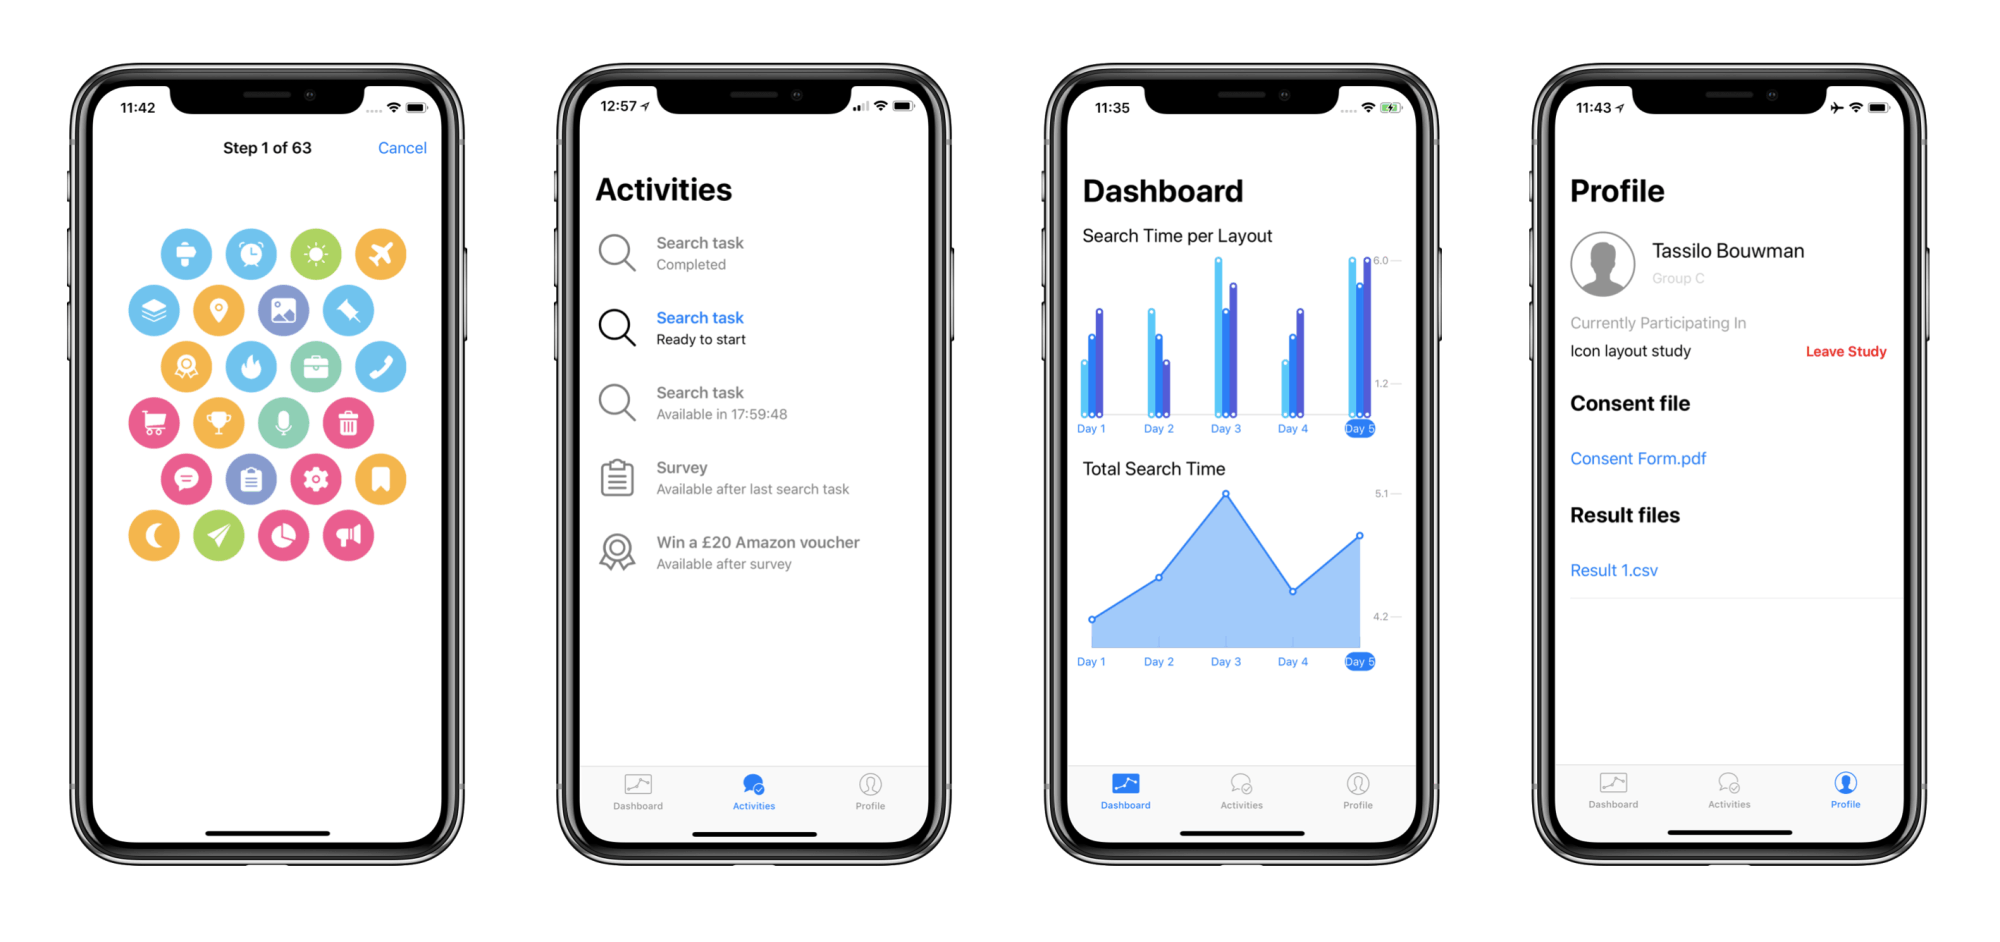 11:42
Step 1 of 63
Cancel
12:57
Activities
Search task
Completed
Search task
Ready to start
Search task
Available in 17:59:48
Survey
Available after last search task
Win a £20 Amazon voucher
Available after survey
Dashboard
Activities
Profile
11:35
Dashboard
Search Time per Layout
6.0
1.2
Day 1
Day 2
Day 3
Day 4
Day 5
Total Search Time
5.1
4.2
Day 1
Day 2
Day 3
Day 4
Day 5
Dashboard
Activities
Profile
11:43
Profile
Tassilo Bouwman
Group C
Currently Participating In
Icon layout study
Leave Study
Consent file
Consent Form.pdf
Result files
Result 1.csv
Dashboard
Activities
Profile